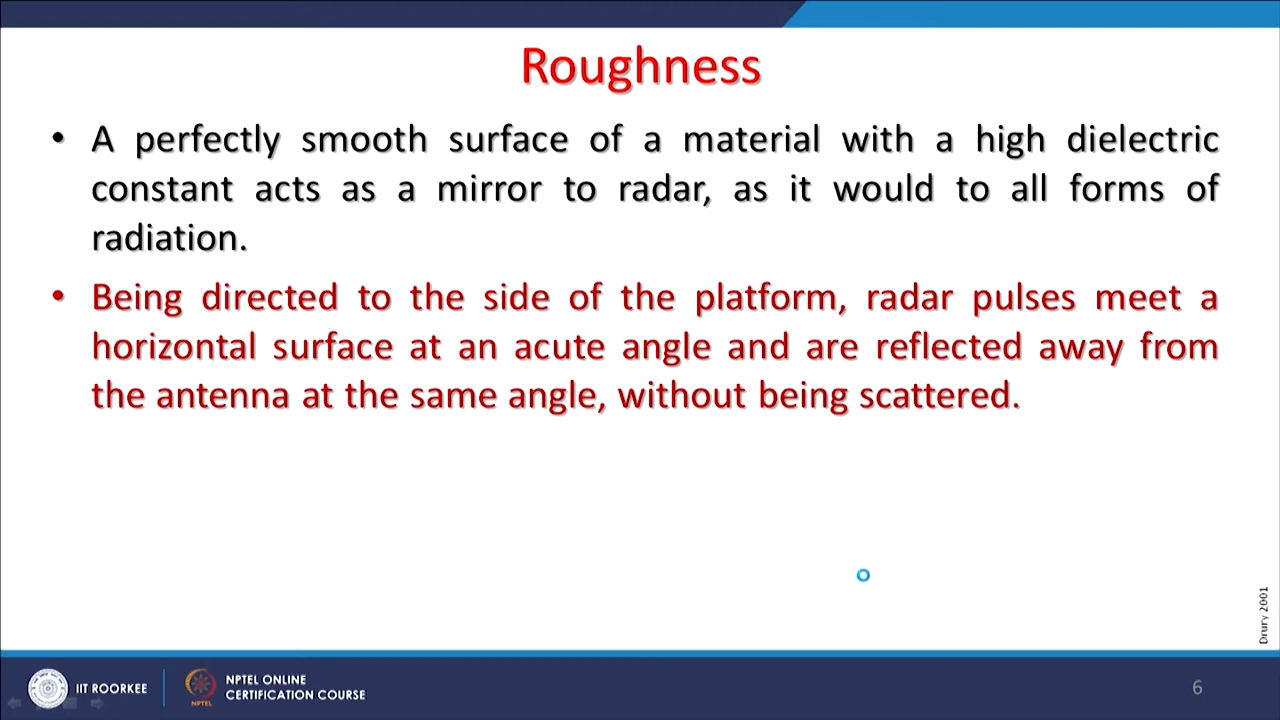 Roughness
• A perfectly smooth surface of a material with a high dielectric
constant acts as a mirror to radar, as it would to all forms of
radiation.
• Being directed to the side of the platform, radar pulses meet a
horizontal surface at an acute angle and are reflected away from
the antenna at the same angle, without being scattered.
Drury 2001
IIT ROORKEE
NPTEL
NPTEL ONLINE
CERTIFICATION COURSE
6